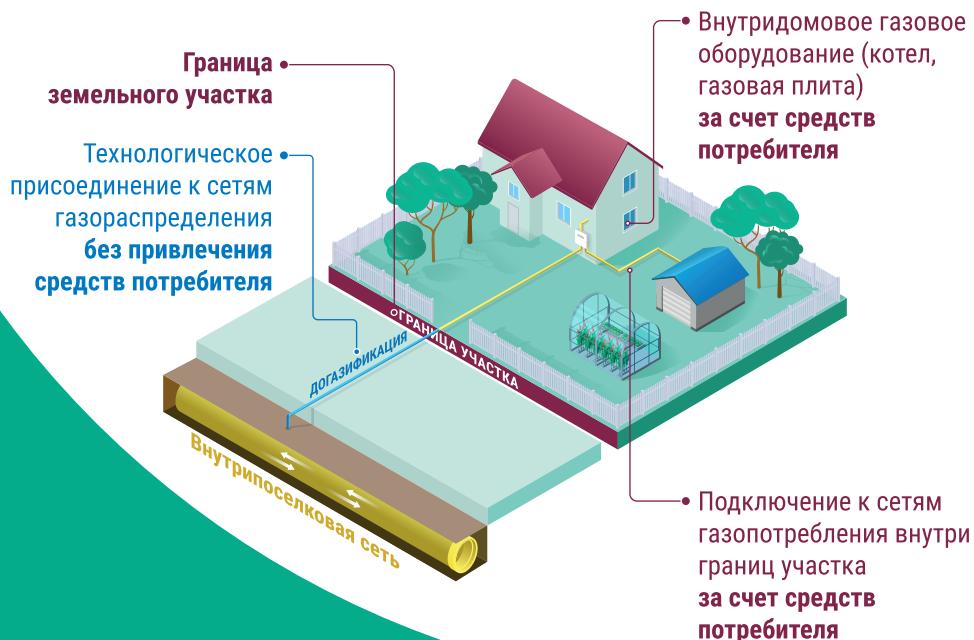 Граница
земельного участка
Технологическое
присоединение к сетям
газораспределения
без привлечения
средств потребителя
Внутридомовое газовое
оборудование (котел,
газовая плита)
за счет средств
потребителя
ГРАНИЦА УЧАСТКА
ДОГАЗИФИКАЦИЯ
Внутрипоселковая сеть
Подключение к сетям
газопотребления внутри
границ участка
за счет средств
потребителя